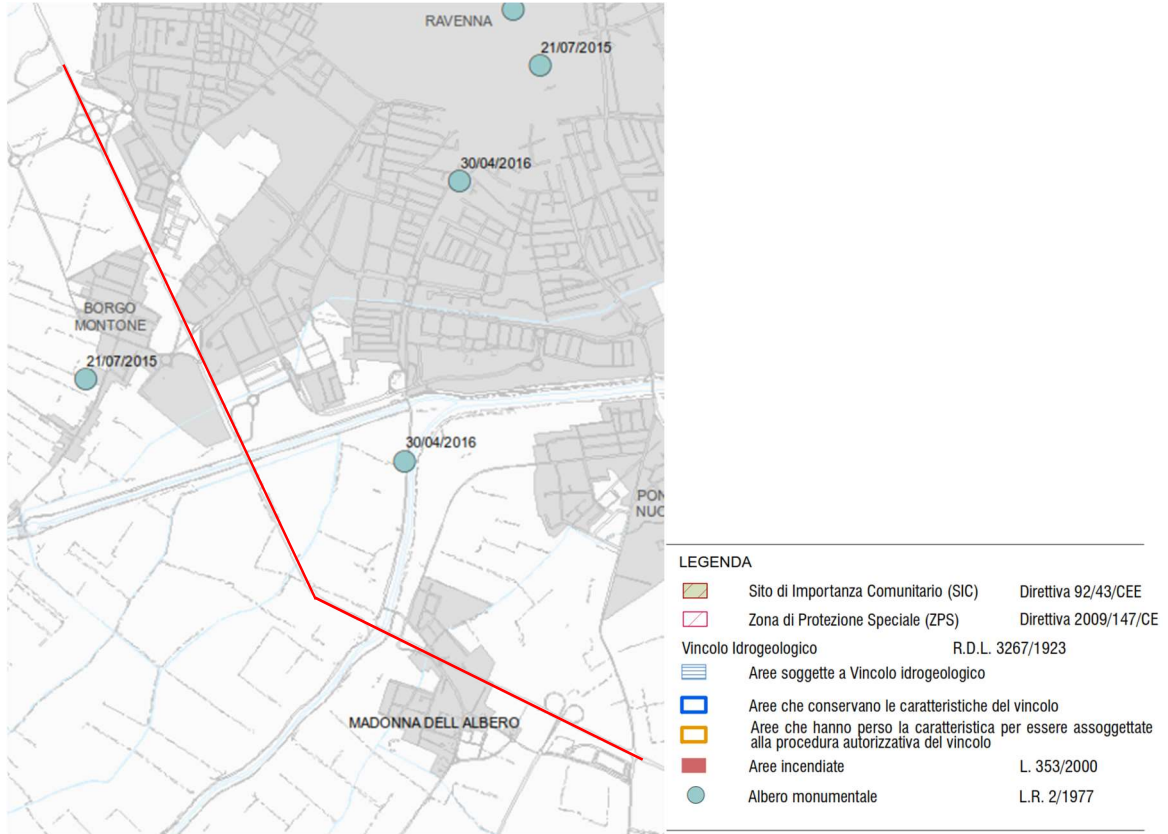 RAVENNA
21/07/2015
30/04/2016
BORGO
MONTONE
21/07/2015
30/04/2016
PON
NUO
MADONNA DELL ALBERO
LEGENDA
Sito di Importanza Comunitario (SIC) Direttiva 92/43/CEE
Zona di Protezione Speciale (ZPS) Direttiva 2009/147/CE
Vincolo Idrogeologico R.D.L. 3267/1923
Aree soggette a Vincolo idrogeologico
Aree che conservano le caratteristiche del vincolo
Aree che hanno perso la caratteristica per essere assoggettate
alla procedura autorizzativa del vincolo
Aree incendiate L. 353/2000
Albero monumentale L.R. 2/1977